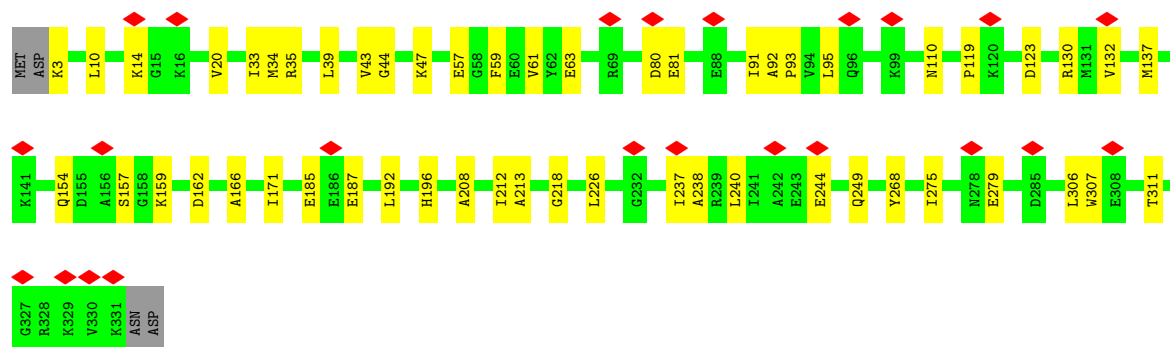 MET ASP K3 L10 K14 G15 K16 V20 I33 M34 R35 L39 V43 G44 K47 E57 G58 F59 E60 V61 Y62 E63 R69 D80 E81 E88 I91 A92 P93 V94 L95 Q96 K99 N110 P119 K120 D123 R130 M131 V132 M137
K141 Q154 D155 A156 S157 G158 K159 D162 A166 I171 E185 E186 E187 L192 H196 A208 I212 A213 G218 L226 G232 I237 A238 R239 L240 I241 A242 E243 E244 Q249 Y268 I275 N278 E279 D285 L306 W307 E308 T311
G327 R328 K329 V330 K331 ASN ASP